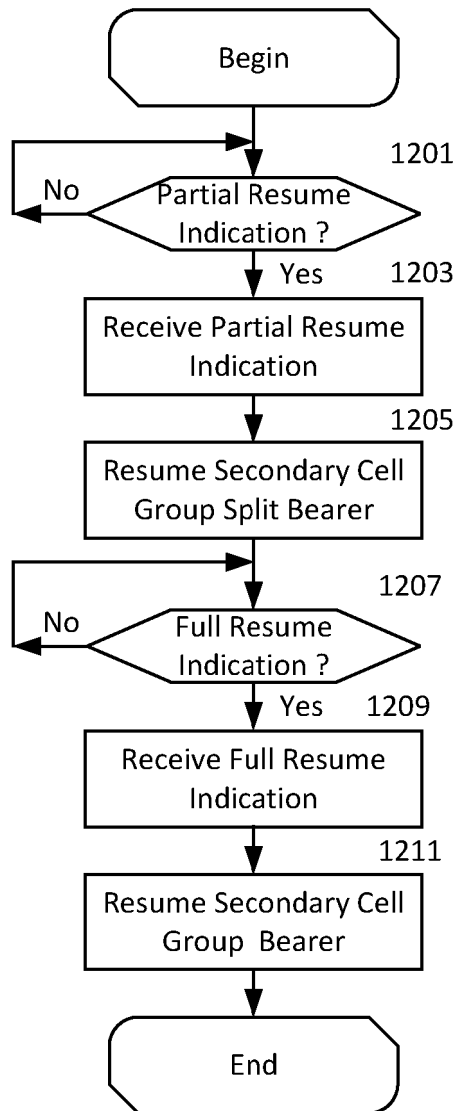 Begin
1201
No
Partial Resume
Indication ?
Yes
1203
Receive Partial Resume
Indication
1205
Resume Secondary Cell
Group Split Bearer
1207
No
Full Resume
Indication ?
Yes
1209
Receive Full Resume
Indication
1211
Resume Secondary Cell
Group Bearer
End